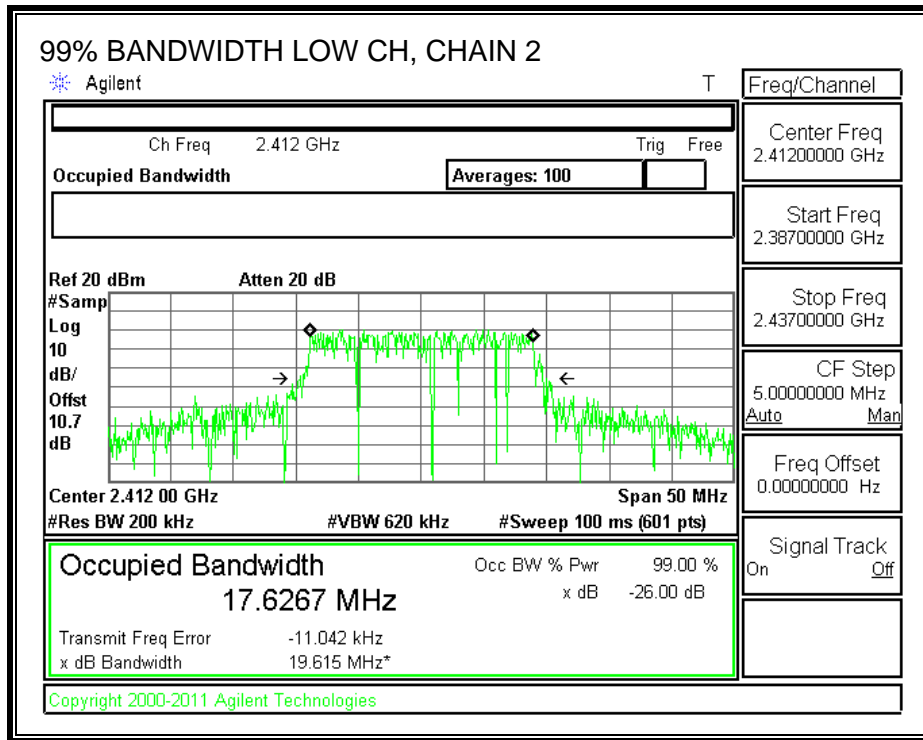 99% BANDWIDTH LOW CH, CHAIN 2
Agilent T
Ch Freq 2.412 GHz Trig Free
Occupied Bandwidth Averages: 100
Ref 20 dBm Atten 20 dB
#Samp
Log
10
dB/
Offst
10.7
dB
Center 2.412 00 GHz Span 50 MHz
#Res BW 200 kHz #VBW 620 kHz #Sweep 100 ms (601 pts)
Occupied Bandwidth Occ BW % Pwr 99.00 %
17.6267 MHz x dB -26.00 dB
Transmit Freq Error -11.042 kHz
x dB Bandwidth 19.615 MHz*
Copyright 2000-2011 Agilent Technologies
Freq/Channel
Center Freq
2.41200000 GHz
Start Freq
2.38700000 GHz
Stop Freq
2.43700000 GHz
CF Step
5.00000000 MHz
Auto Man
Freq Offset
0.00000000 Hz
Signal Track
On Off